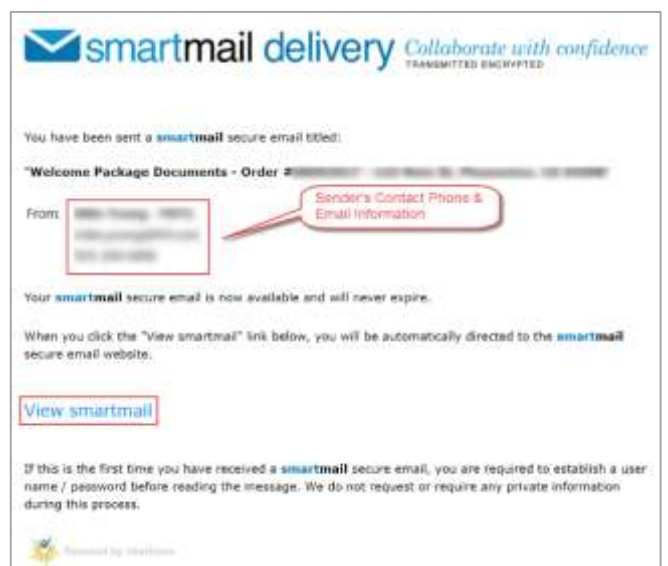 smartmail delivery Collaborate with confidence
TRANSMITTED ENCRYPTED
You have been sent a smartmail secure email titled:
"Welcome Package Documents - Order #
From:
Sender's Contact Phone &
Email Information
Your smartmail secure email is now available and will never expire.
When you click the "View smartmail" link below, you will be automatically directed to the smartmail
secure email website.
View smartmail
If this is the first time you have received a smartmail secure email, you are required to establish a user
name / password before reading the message. We do not request or require any private information
during this process.
Powered by